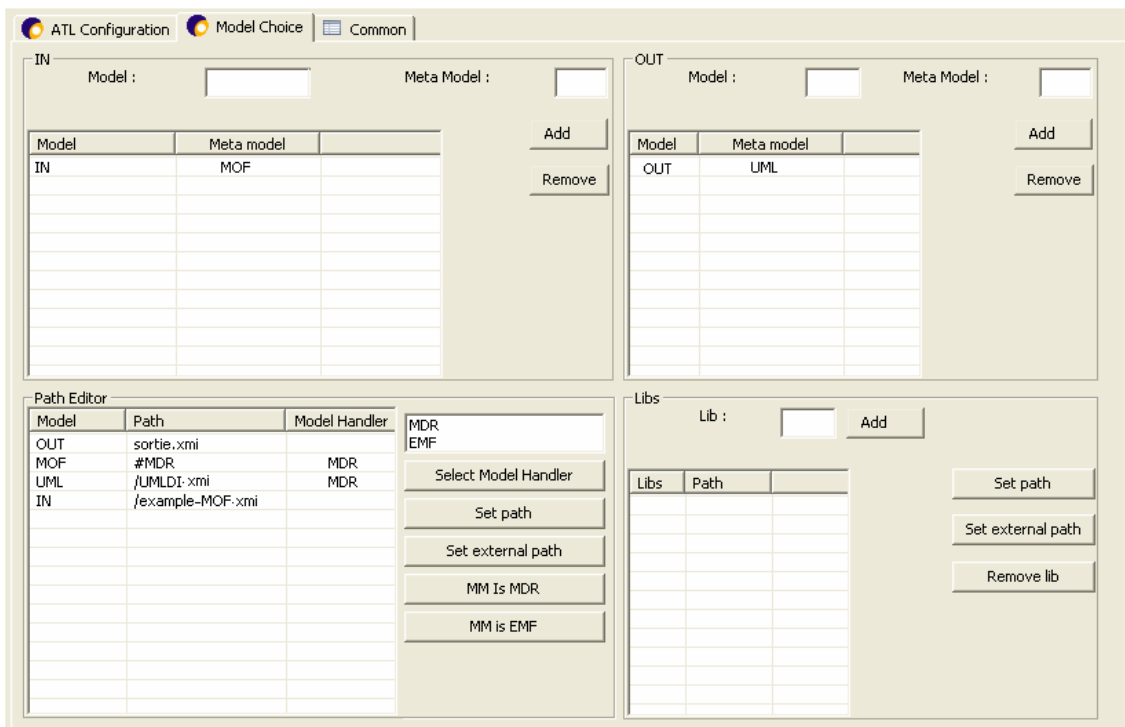 ATL Configuration Model Choice Common
IN
Model : Meta Model :
Add
Model Meta model
IN MOF
Remove
OUT
Model : Meta Model :
Add
Model Meta model
OUT UML
Remove
Path Editor
Model Path Model Handler
OUT sortie.xmi
MOF #MDR MDR
UML /UMLDI-xmi MDR
IN /example-MOF-xmi
MDR
EMF
Select Model Handler
Set path
Set external path
MM Is MDR
MM is EMF
Libs
Lib : Add
Libs Path
Set path
Set external path
Remove lib